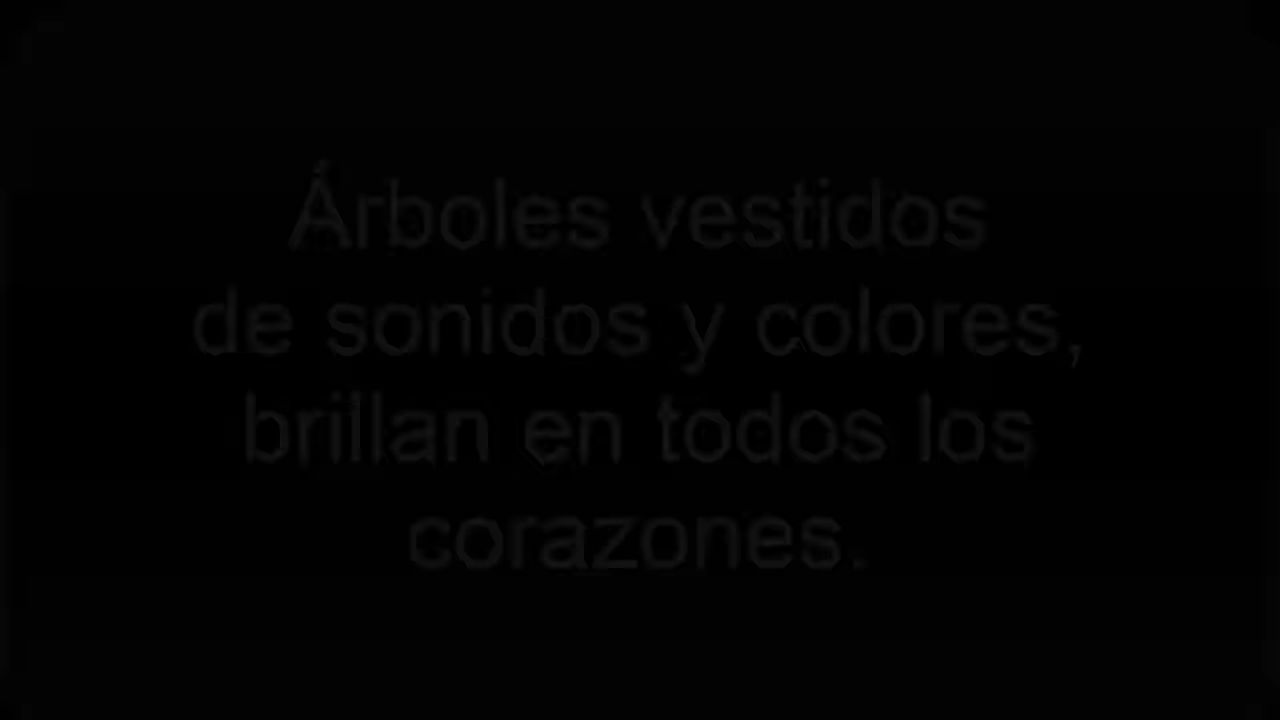 Árboles vestidos
de sonidos y colores,
brillan en todos los
corazones.